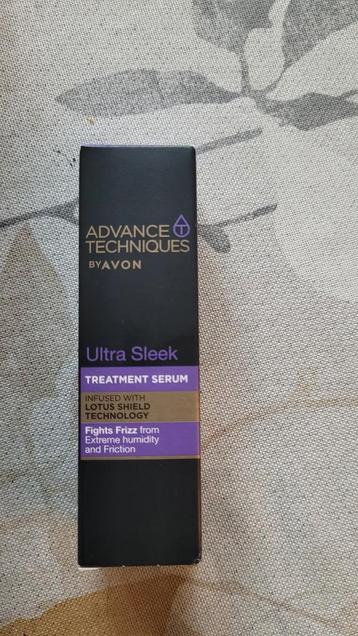 ADVANCE T
TECHNIQUES
BY AVON
Ultra Sleek
TREATMENT SERUM
INFUSED WITH
LOTUS SHIELD
TECHNOLOGY
Fights Frizz from
Extreme humidity
and Friction